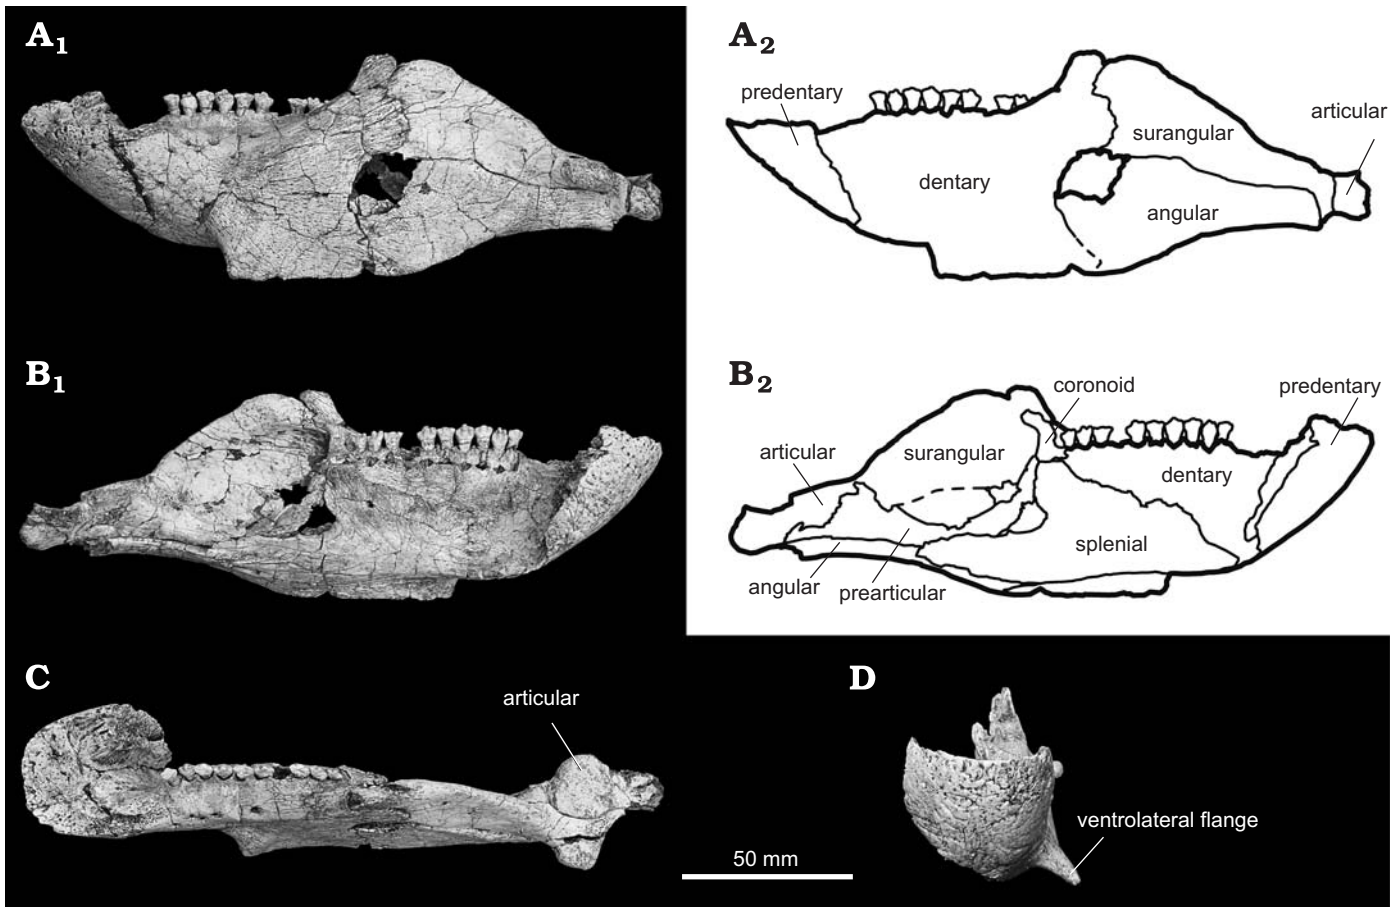 A1
A2
predentary
articular
surangular
dentary
angular
B1
B2
coronoid
predentary
articular
surangular
dentary
splenial
angular
prearticular
C
articular
D
ventrolateral flange
50 mm